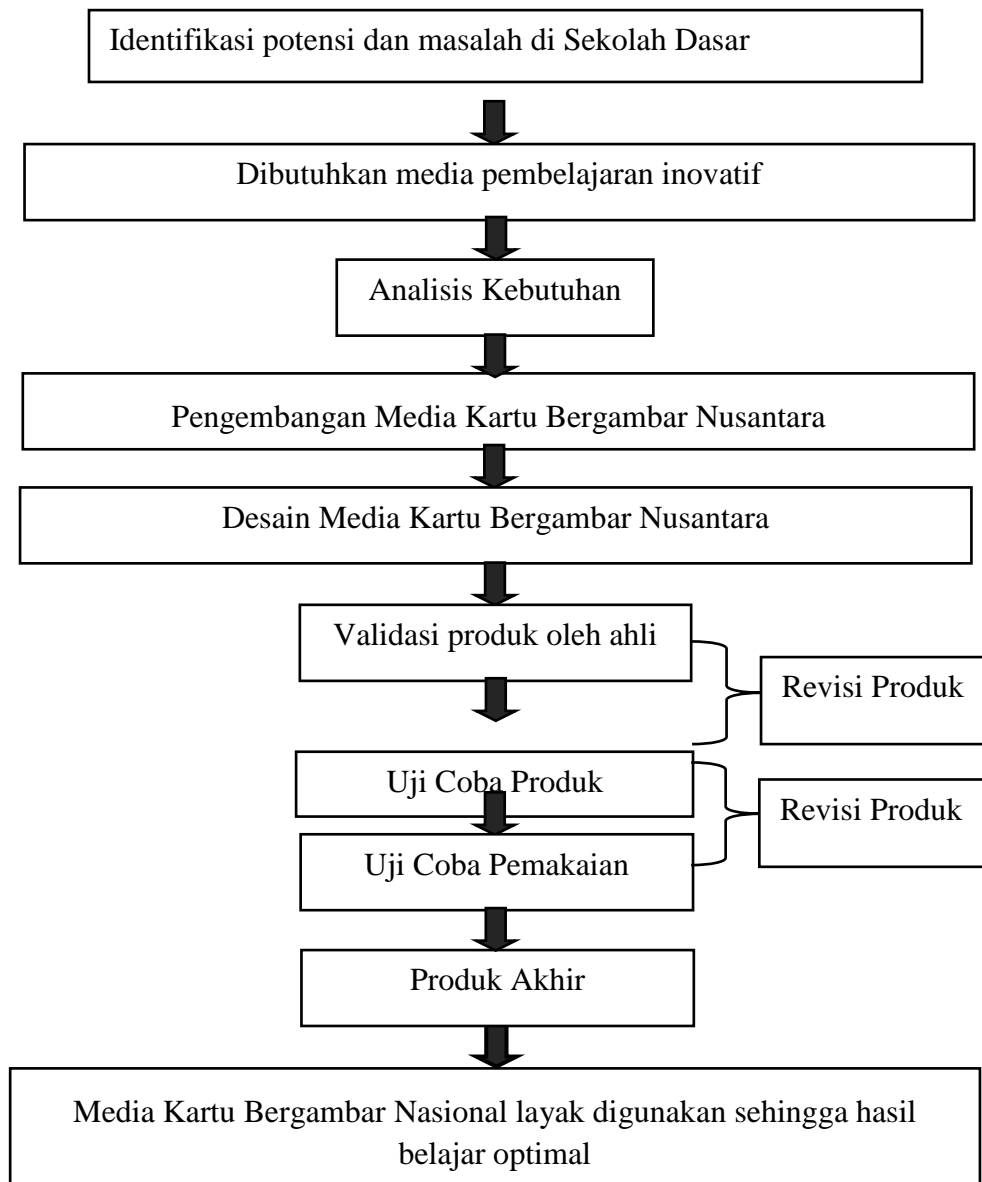 Identifikasi potensi dan masalah di Sekolah Dasar
Dibutuhkan media pembelajaran inovatif
Analisis Kebutuhan
Pengembangan Media Kartu Bergambar Nusantara
Desain Media Kartu Bergambar Nusantara
Validasi produk oleh ahli
Revisi Produk
Uji Coba Produk
Revisi Produk
Uji Coba Pemakaian
Produk Akhir
Media Kartu Bergambar Nasional layak digunakan sehingga hasil
belajar optimal